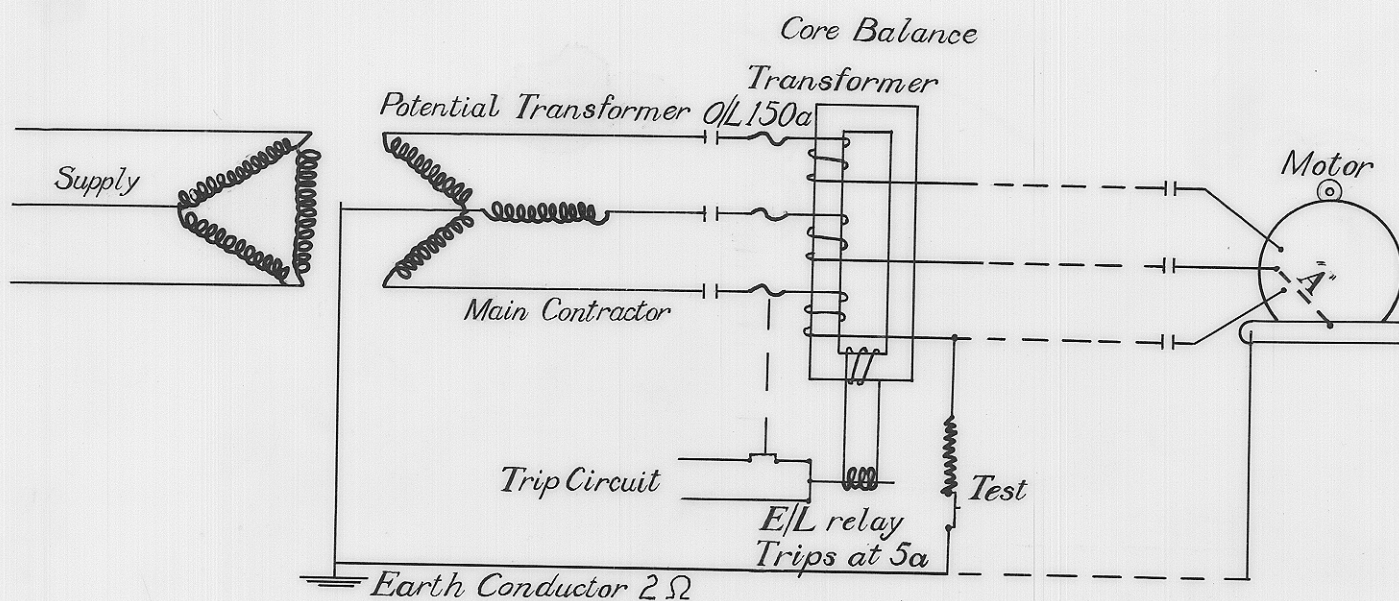 Core Balance
Transformer
Potential Transformer O/L 150a
Supply
Motor
"A"
Main Contractor
Trip Circuit
Test
E/L relay
Trips at 5a
Earth Conductor 2 Ω